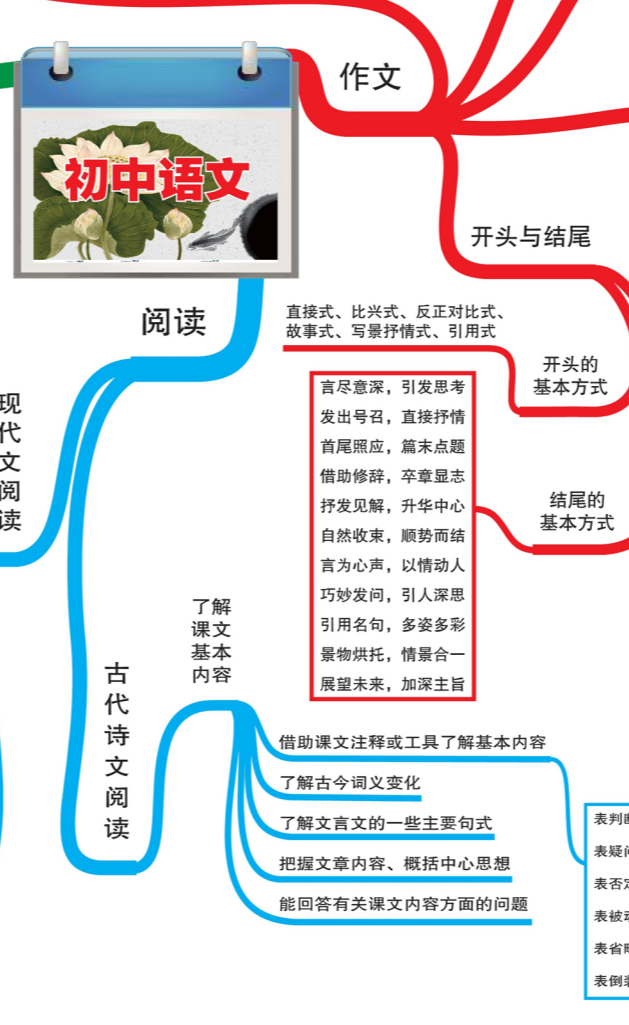 初中语文
作文
开头与结尾
直接式、比兴式、反正对比式、
故事式、写景抒情式、引用式
开头的
基本方式
言尽意深，引发思考
发出号召，直接抒情
首尾照应，篇末点题
借助修辞，卒章显志
抒发见解，升华中心
自然收束，顺势而结
言为心声，以情动人
巧妙发问，引人深思
引用名句，多姿多彩
景物烘托，情景合一
展望未来，加深主旨
结尾的
基本方式
阅读
现代文阅读
古代诗文阅读
了解
课文
基本
内容
借助课文注释或工具了解基本内容
了解古今词义变化
了解文言文的一些主要句式
把握文章内容、概括中心思想
能回答有关课文内容方面的问题
表判
表疑
表否
表被
表省
表倒